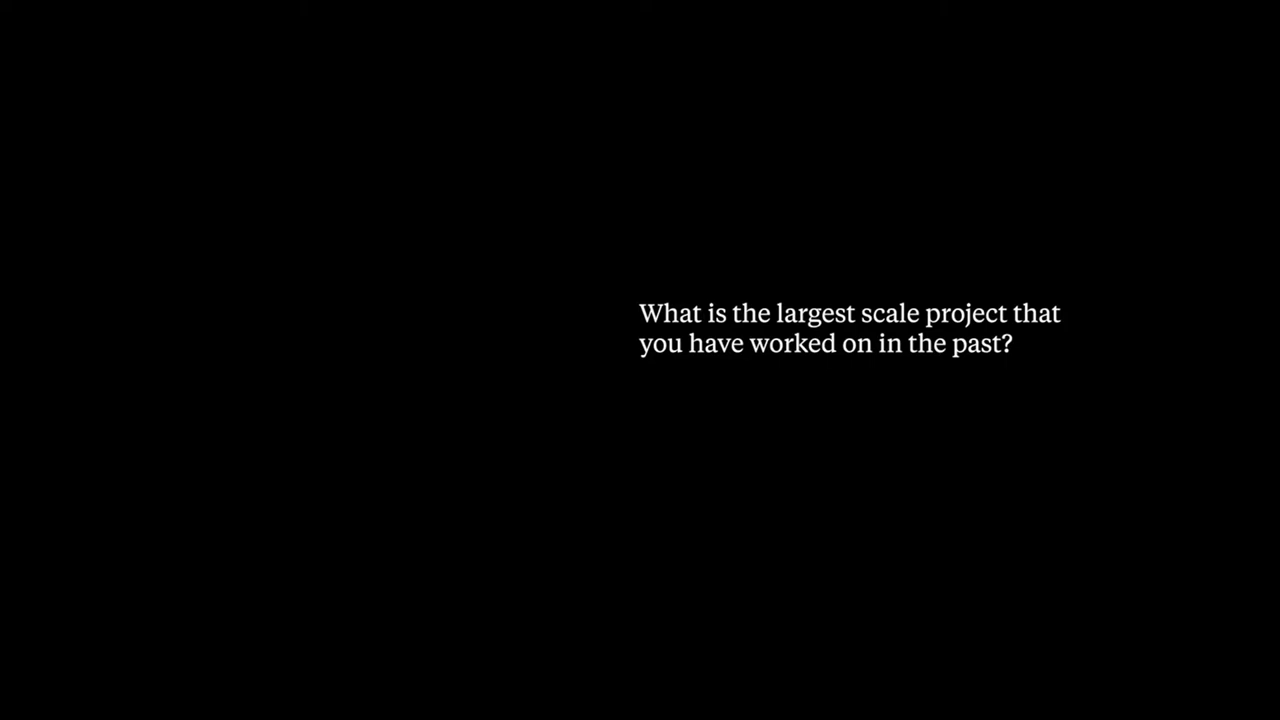 What is the largest scale project that
you have worked on in the past?